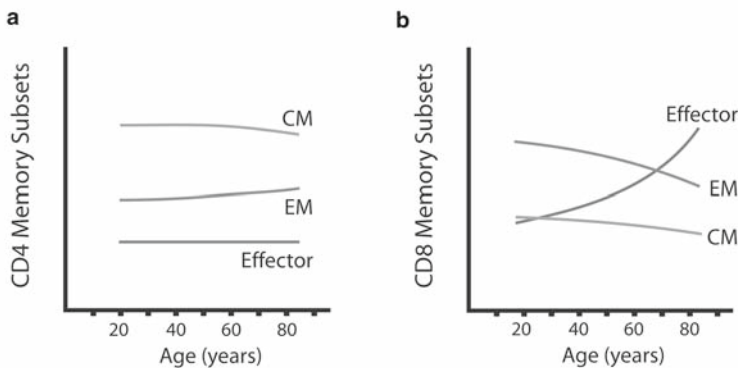 a
CD4 Memory Subsets
CM
EM
Effector
20 40 60 80
Age (years)
b
CD8 Memory Subsets
Effector
EM
CM
20 40 60 80
Age (years)